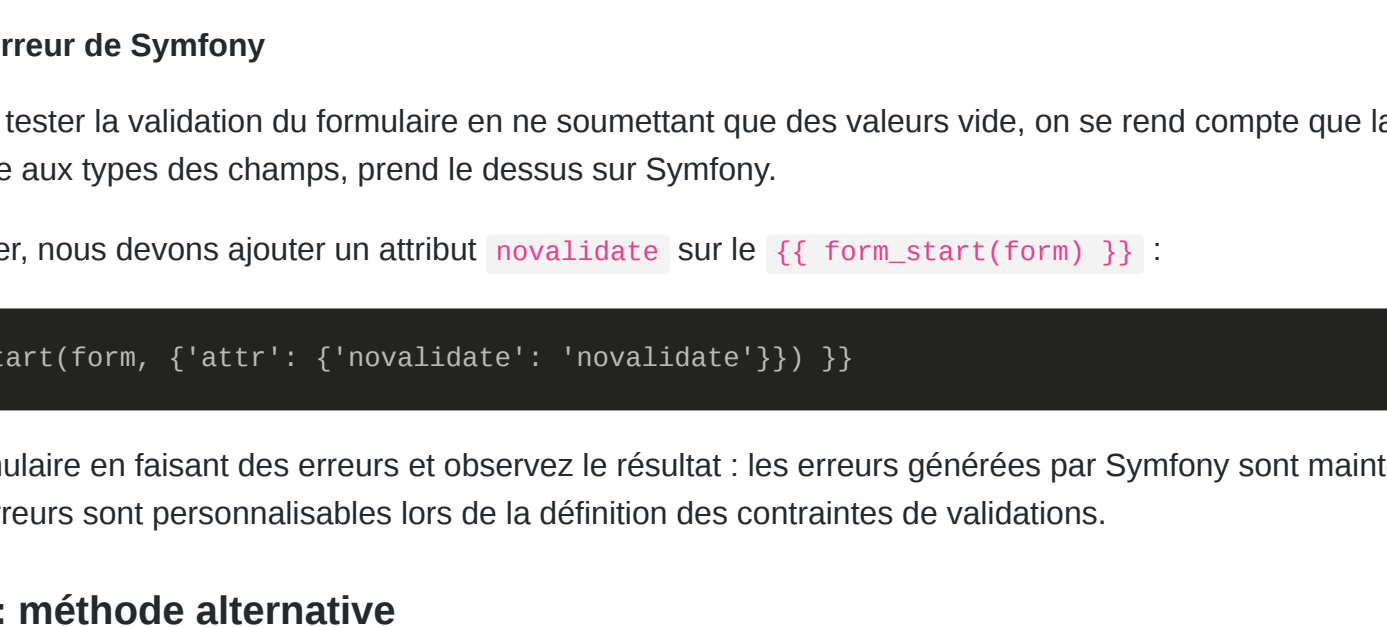 rreur de Symfony
tester la validation du formulaire en ne soumettant que des valeurs vide, on se rend compte que la
e aux types des champs, prend le dessus sur Symfony.
er, nous devons ajouter un attribut novalidate sur le {{ form_start(form) }} :
tart(form, {'attr': {'novalidate': 'novalidate'}}) }}
ulaire en faisant des erreurs et observez le résultat : les erreurs générées par Symfony sont maint
rreurs sont personnalisables lors de la définition des contraintes de validations.
: méthode alternative